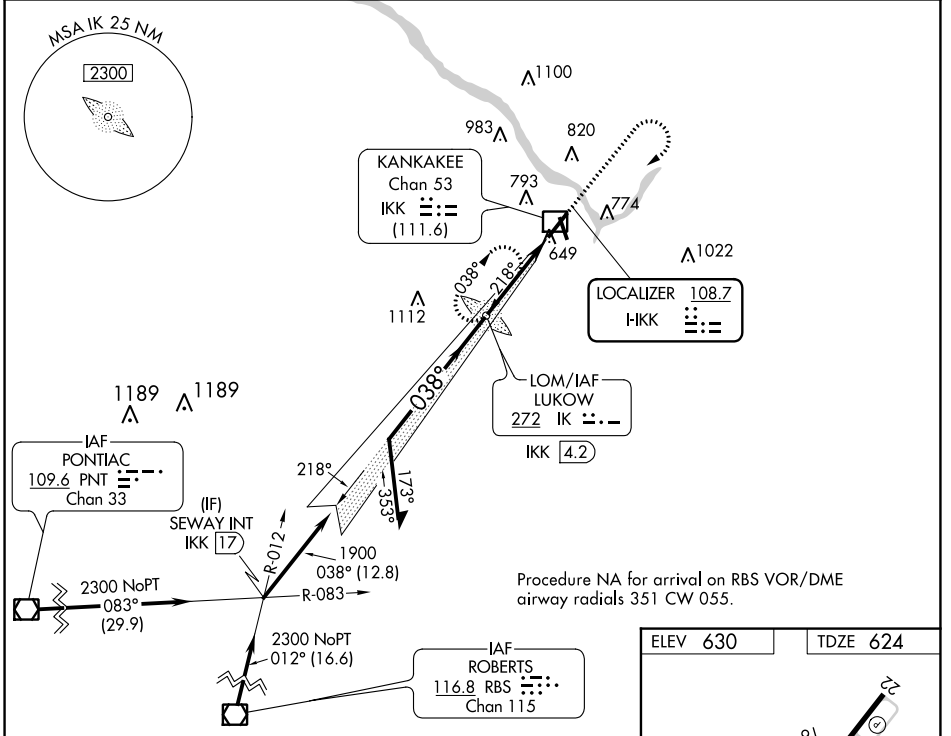 MSA IK 25 NM
2300
1100
983
820
KANKAKEE
Chan 53
IKK
(111.6)
793
774
649
1022
038°
218°
LOCALIZER 108.7
I-IKK
1112
LOM/IAF
LUKOW
272 IK
IKK 4.2
038°
1189
1189
IAF
PONTIAC
109.6 PNT
Chan 33
218°
173°
353°
(IF)
SEWAY INT
IKK 17
R-012
1900
038° (12.8)
R-083
2300 NoPT
083°
(29.9)
Procedure NA for arrival on RBS VOR/DME
airway radials 351 CW 055.
2300 NoPT
012° (16.6)
IAF
ROBERTS
116.8 RBS
Chan 115
ELEV 630
TDZE 624
22
P